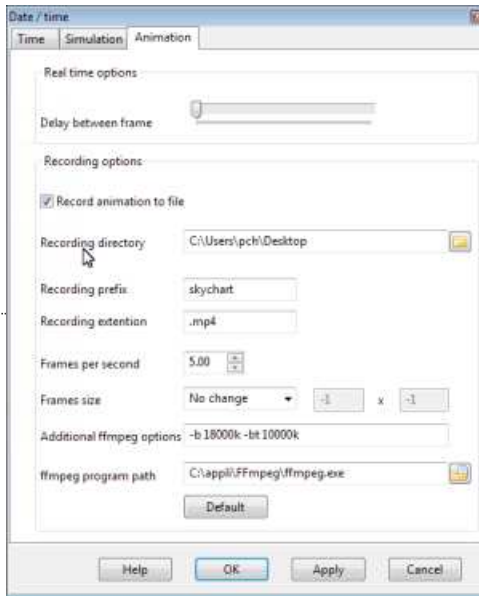 Date / time
Time Simulation Animation
Real time options
Delay between frame
Recording options
Record animation to file
Recording directory C:\Users\pch\Desktop
Recording prefix skychart
Recording extention .mp4
Frames per second 5.00
Frames size No change -1 x -1
Additional ffmpeg options -b 18000k -bt 10000k
ffmpeg program path C:\appli\FFmpeg\ffmpeg.exe
Default
Help OK Apply Cancel